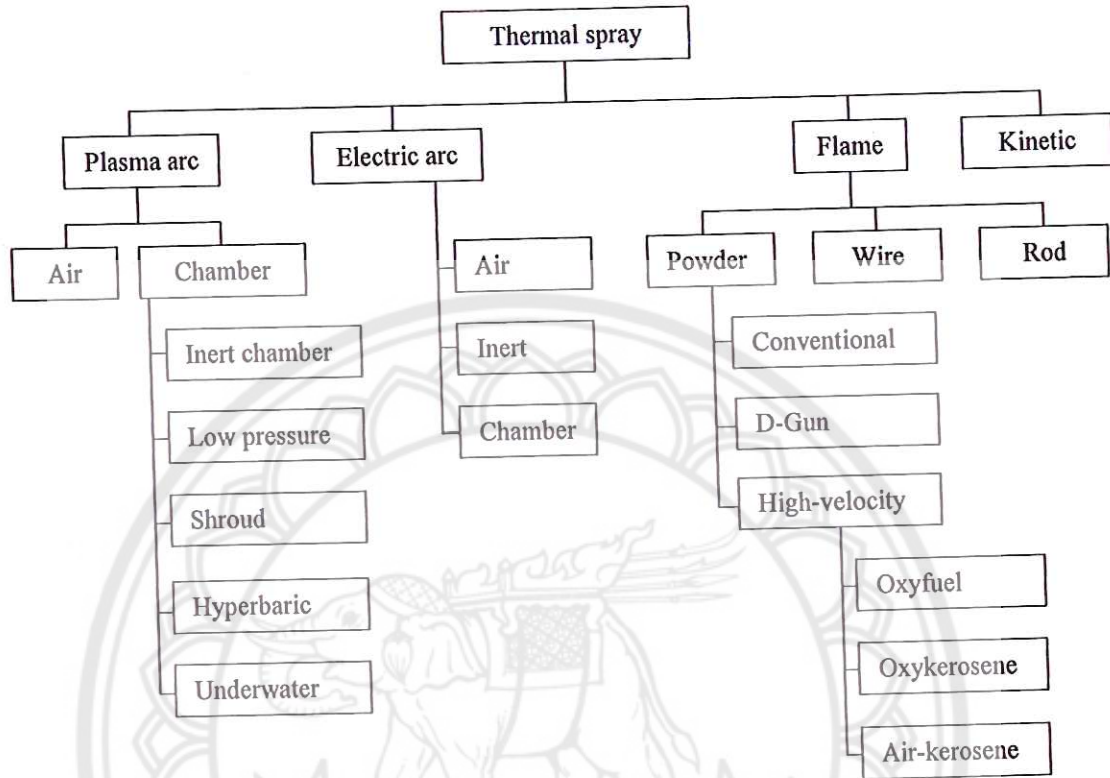 Thermal spray
Plasma arc
Electric arc
Flame
Kinetic
Air
Chamber
Inert chamber
Low pressure
Shroud
Hyperbaric
Underwater
Air
Inert
Chamber
Powder
Wire
Rod
Conventional
D-Gun
High-velocity
Oxyfuel
Oxykerosene
Air-kerosene